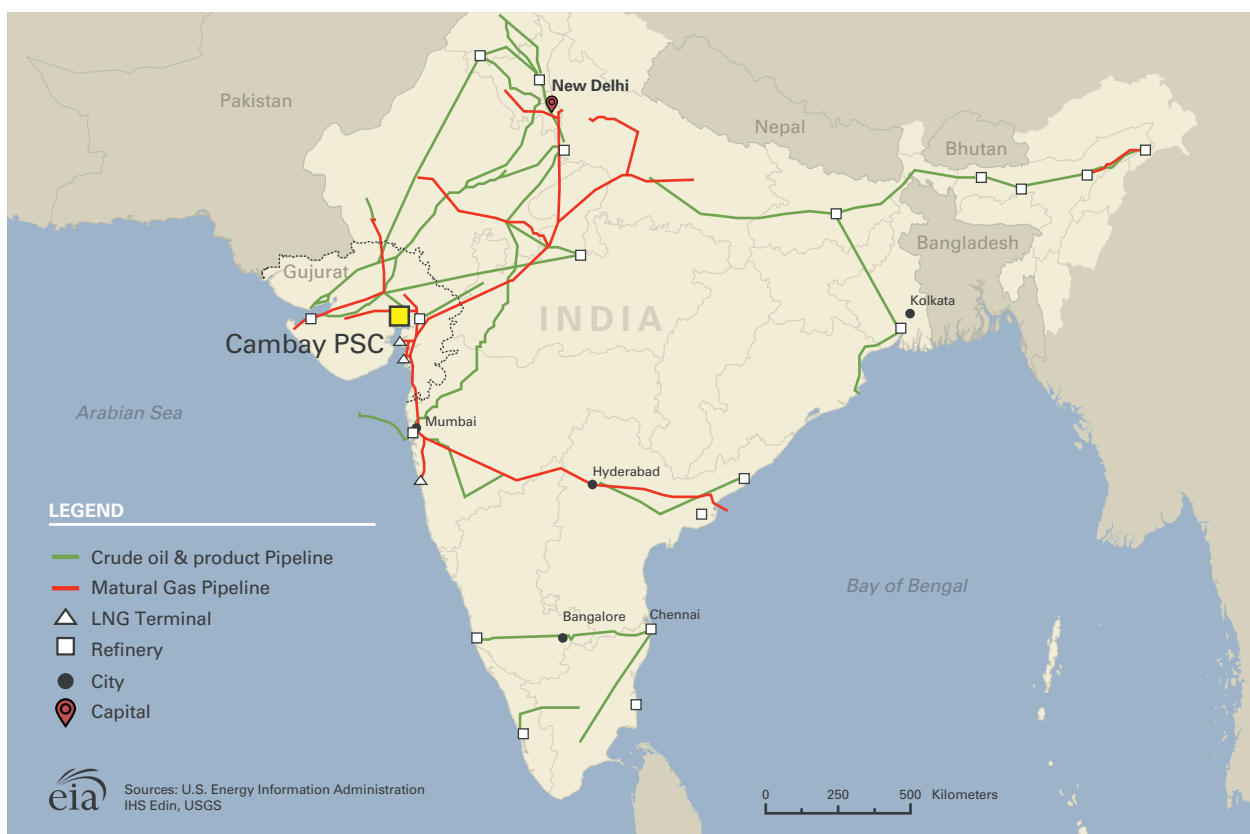 New Delhi
Pakistan
Nepal
Bhutan
Bangladesh
Gujurat
Kolkata
INDIA
Cambay PSC
Arabian Sea
Mumbai
Hyderabad
LEGEND
Crude oil & product Pipeline
Matural Gas Pipeline
LNG Terminal
Refinery
City
Capital
Bay of Bengal
Bangalore
Chennai
eia
Sources: U.S. Energy Information Administration
IHS Edin, USGS
0 250 500 Kilometers